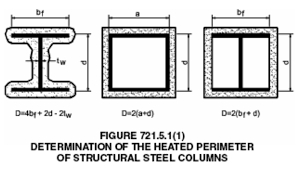 bf
a
bf
tw
d
d
d
D=4bf + 2d - 2tw
D=2(a+d)
D=2(bf + d)
FIGURE 721.5.1(1)
DETERMINATION OF THE HEATED PERIMETER
OF STRUCTURAL STEEL COLUMNS